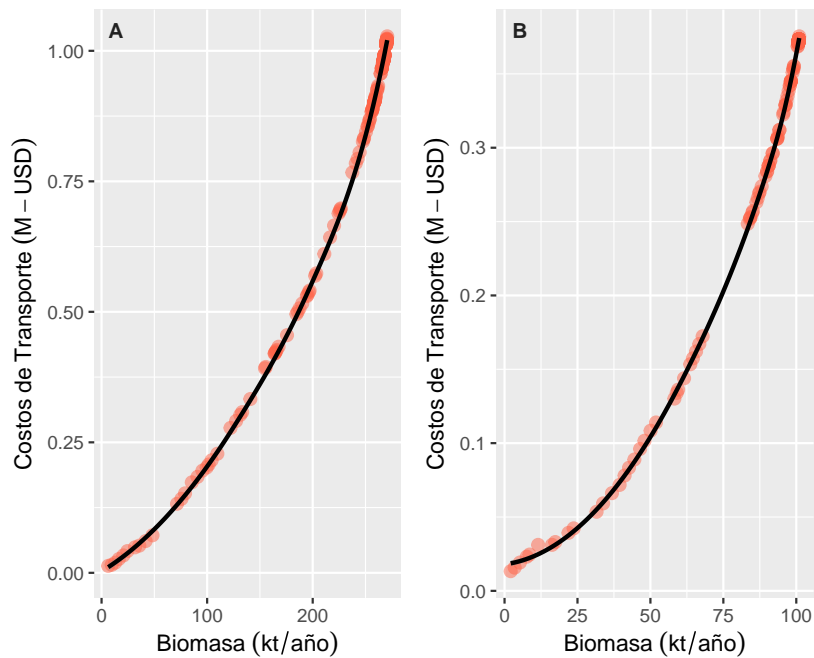 A
1.00
0.75
0.50
0.25
0.00
0
100
200
Costos de Transporte (M − USD)
Biomasa (kt/año)
B
0.3
0.2
0.1
0.0
0
25
50
75
100
Costos de Transporte (M − USD)
Biomasa (kt/año)